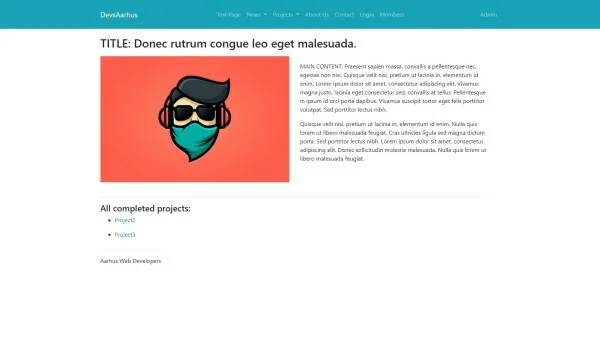 DevsAarhus
Text Page News Projects About Us Contact Login Members
Admin
TITLE: Donec rutrum congue leo eget malesuada.
MAIN CONTENT: Praesent sapien massa, convallis a pellentesque nec,
egestas non nisi. Quisque velit nisi, pretium ut lacinia in, elementum id
enim. Lorem ipsum dolor sit amet, consectetur adipiscing elit. Vivamus
magna justo, lacinia eget consectetur sed, convallis at tellus. Pellentesque
in ipsum id orci porta dapibus. Vivamus suscipit tortor eget felis porttitor
volutpat. Sed porttitor lectus nibh.
Quisque velit nisi, pretium ut lacinia in, elementum id enim. Nulla quis
lorem ut libero malesuada feugiat. Cras ultricies ligula sed magna dictum
porta. Sed porttitor lectus nibh. Lorem ipsum dolor sit amet, consectetur
adipiscing elit. Donec sollicitudin molestie malesuada. Nulla quis lorem ut
libero malesuada feugiat.
All completed projects:
Project2
Project3
Aarhus Web Developers